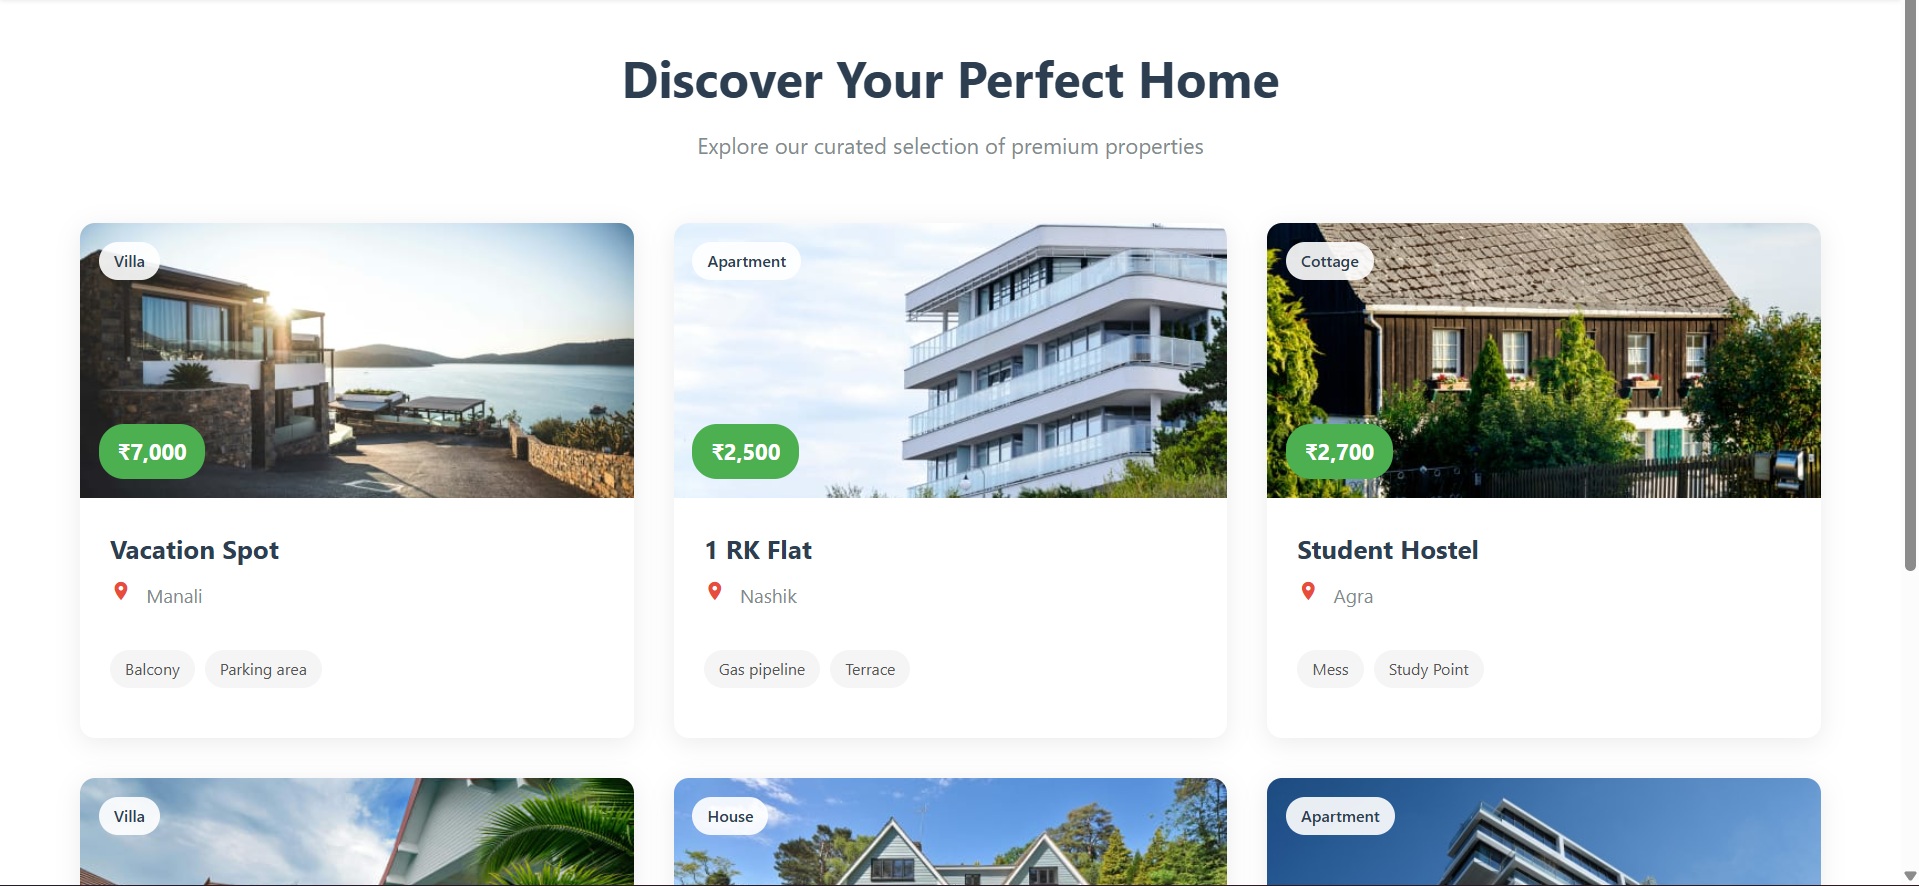 Discover Your Perfect Home
Explore our curated selection of premium properties
Villa
₹7,000
Vacation Spot
Manali
Balcony
Parking area
Apartment
₹2,500
1 RK Flat
Nashik
Gas pipeline
Terrace
Cottage
₹2,700
Student Hostel
Agra
Mess
Study Point
Villa
House
Apartment